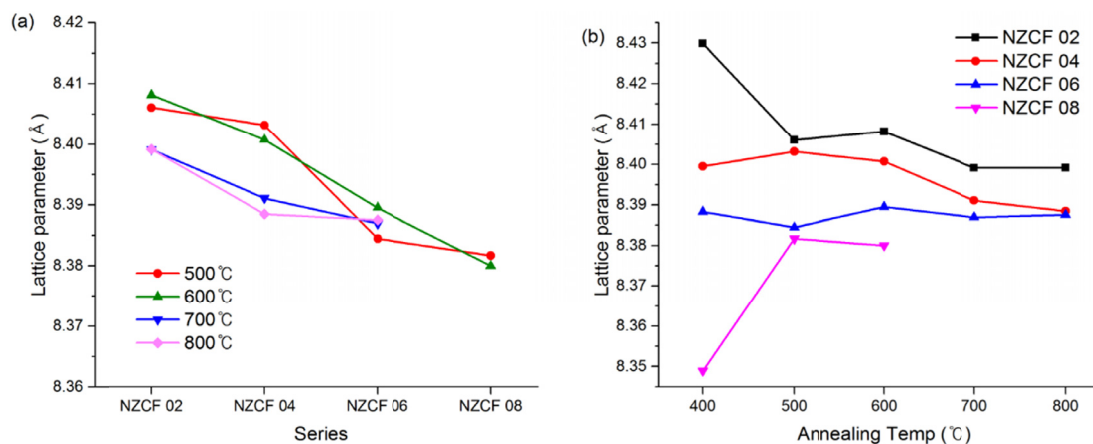 (a)
8.42
8.41
8.40
8.39
8.38
8.37
8.36
Lattice parameter (Å)
500℃
600℃
700℃
800℃
NZCF 02 NZCF 04 NZCF 06 NZCF 08
Series
(b)
8.43
8.42
8.41
8.40
8.39
8.38
8.37
8.36
8.35
Lattice parameter (Å)
NZCF 02
NZCF 04
NZCF 06
NZCF 08
400 500 600 700 800
Annealing Temp (℃)